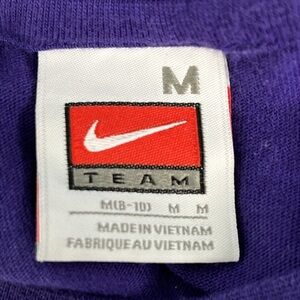 M
TEAM
M(8-10) M M
MADE IN VIETNAM
FABRIQUE AU VIETNAM